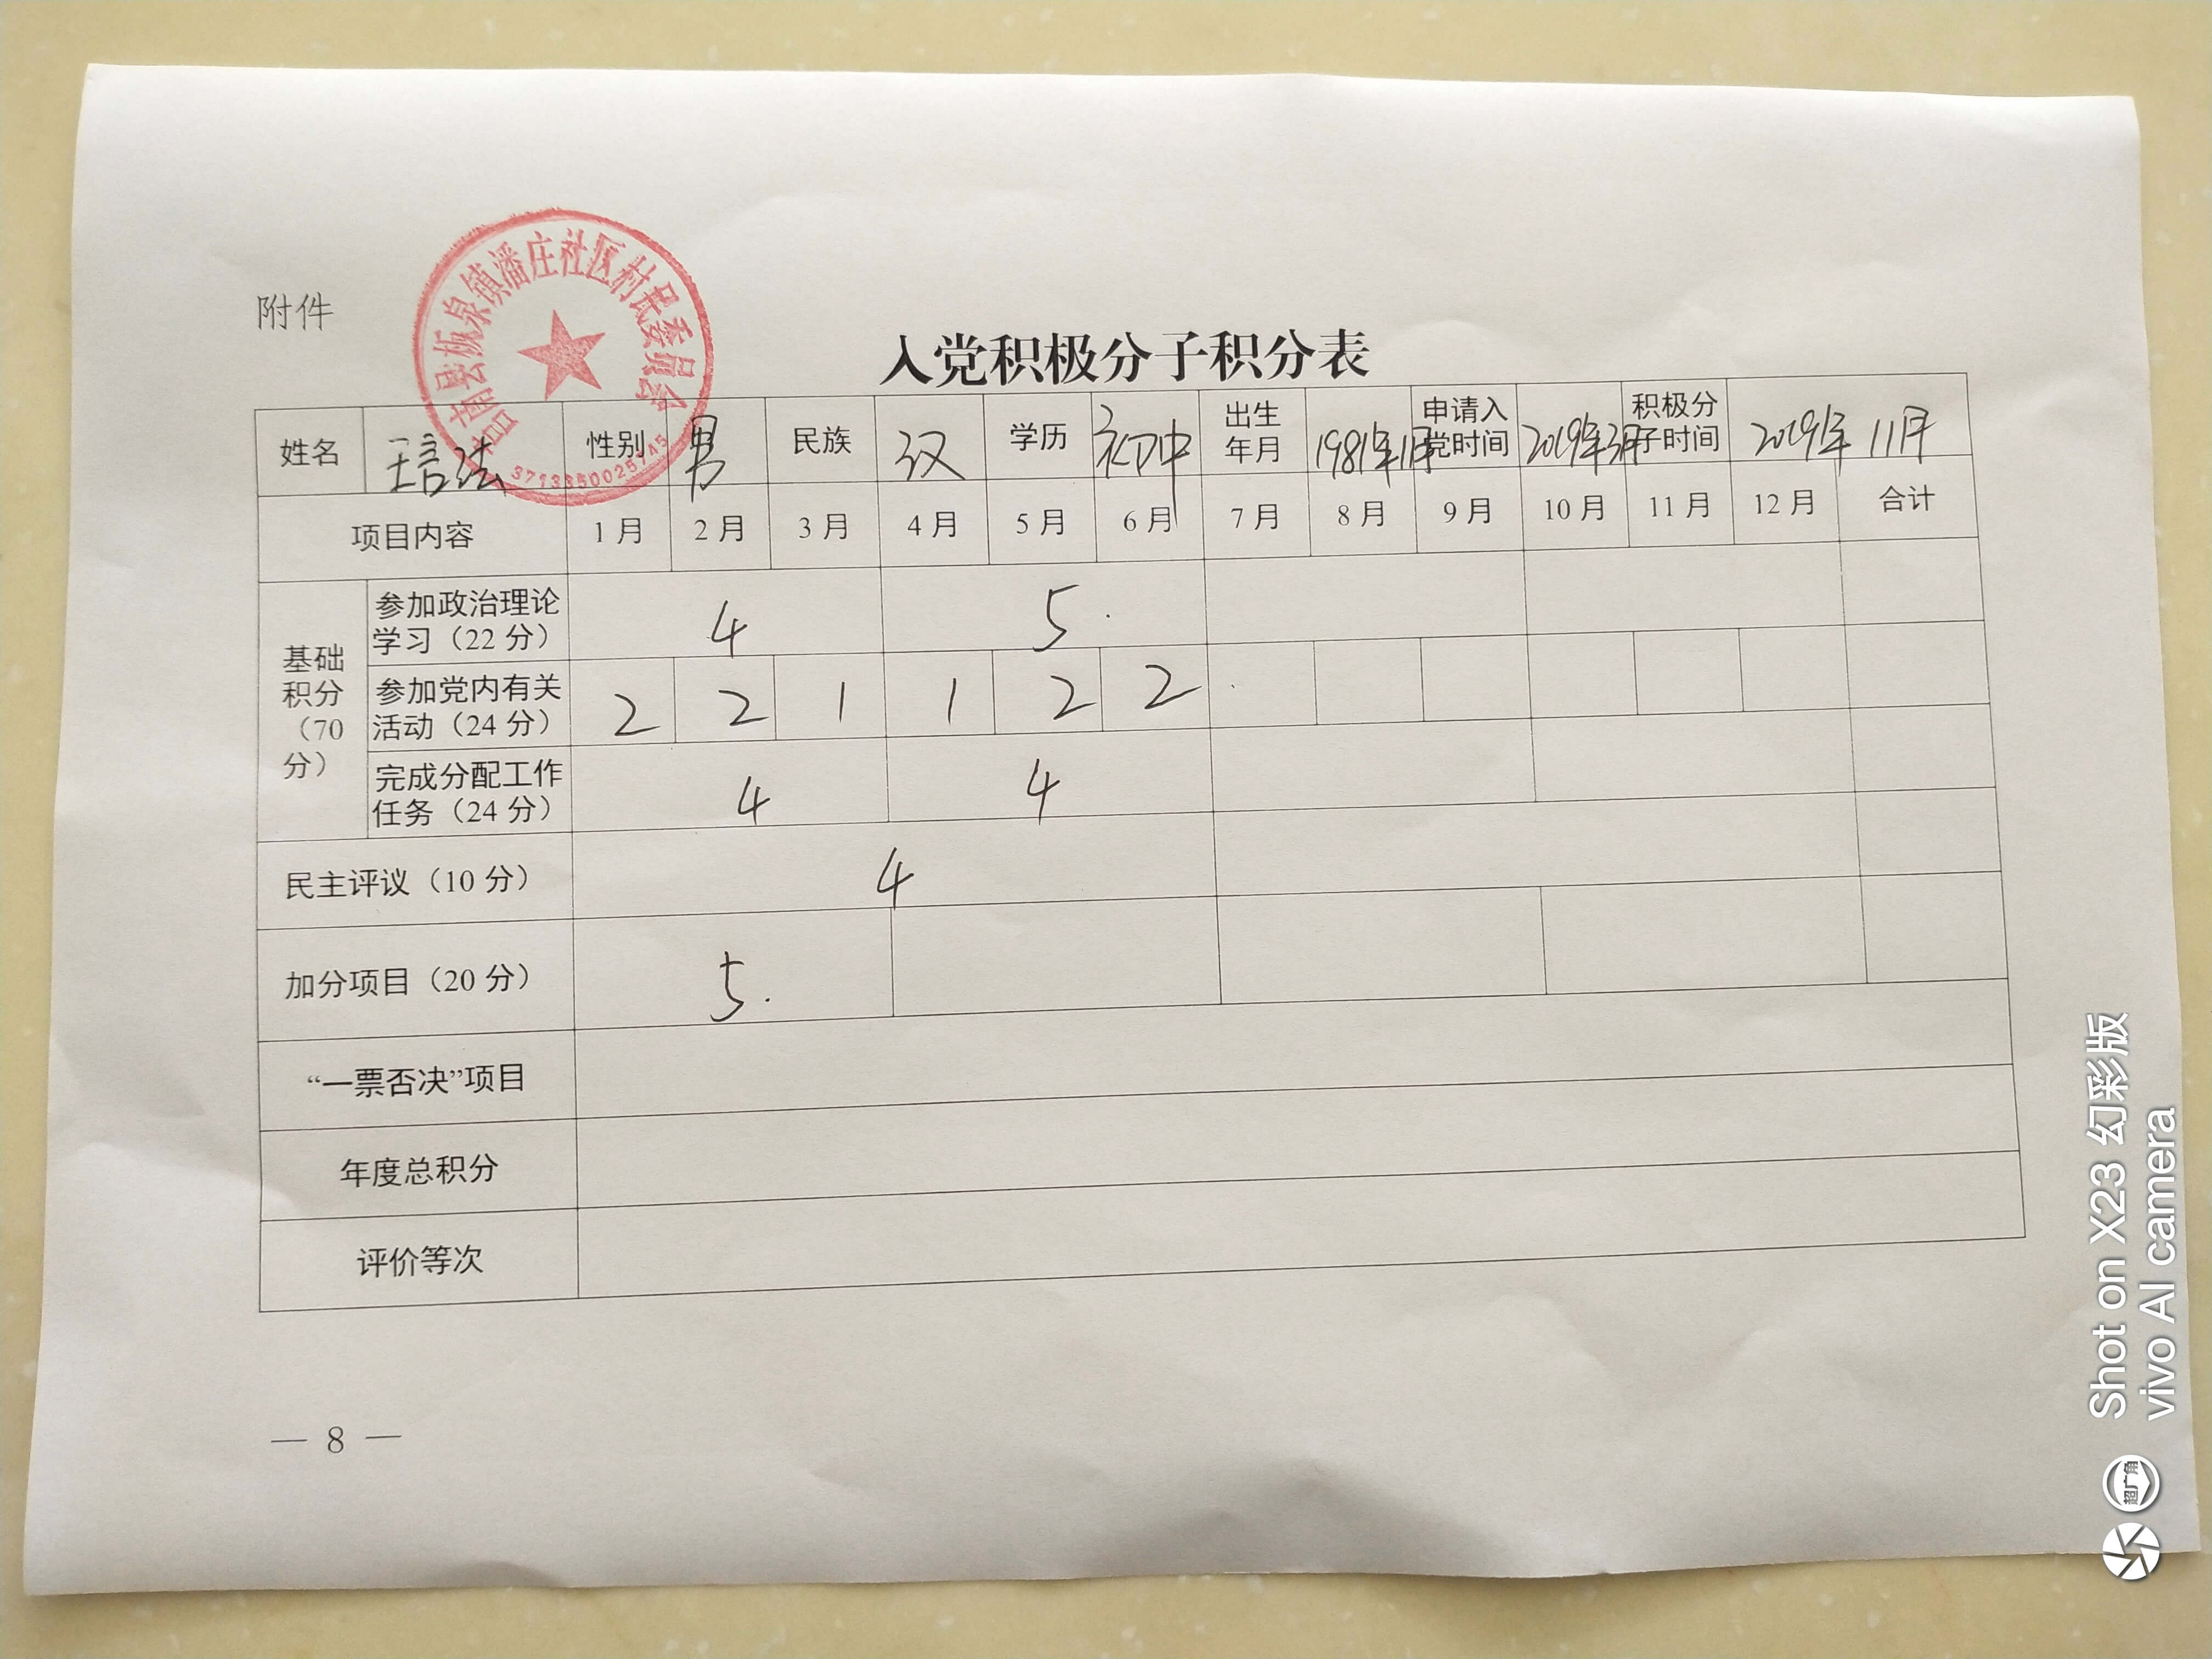 附件
莒南县板泉镇潘庄社区村民委员会
入党积极分子积分表
姓名 性别 男 民族 汉 学历 初中 出生年月 1981年11月 申请入党时间 2019年3月 积极分子时间 2019年11月
项目内容 1月 2月 3月 4月 5月 6月 7月 8月 9月 10月 11月 12月 合计
基础积分（70分）
参加政治理论学习（22分） 4 5.
参加党内有关活动（24分） 2 2 1 1 2 2
完成分配工作任务（24分） 4 4
民主评议（10分） 4
加分项目（20分） 5.
“一票否决”项目
年度总积分
评价等次
— 8 —
Shot on X23 幻彩版
vivo AI camera
超广角